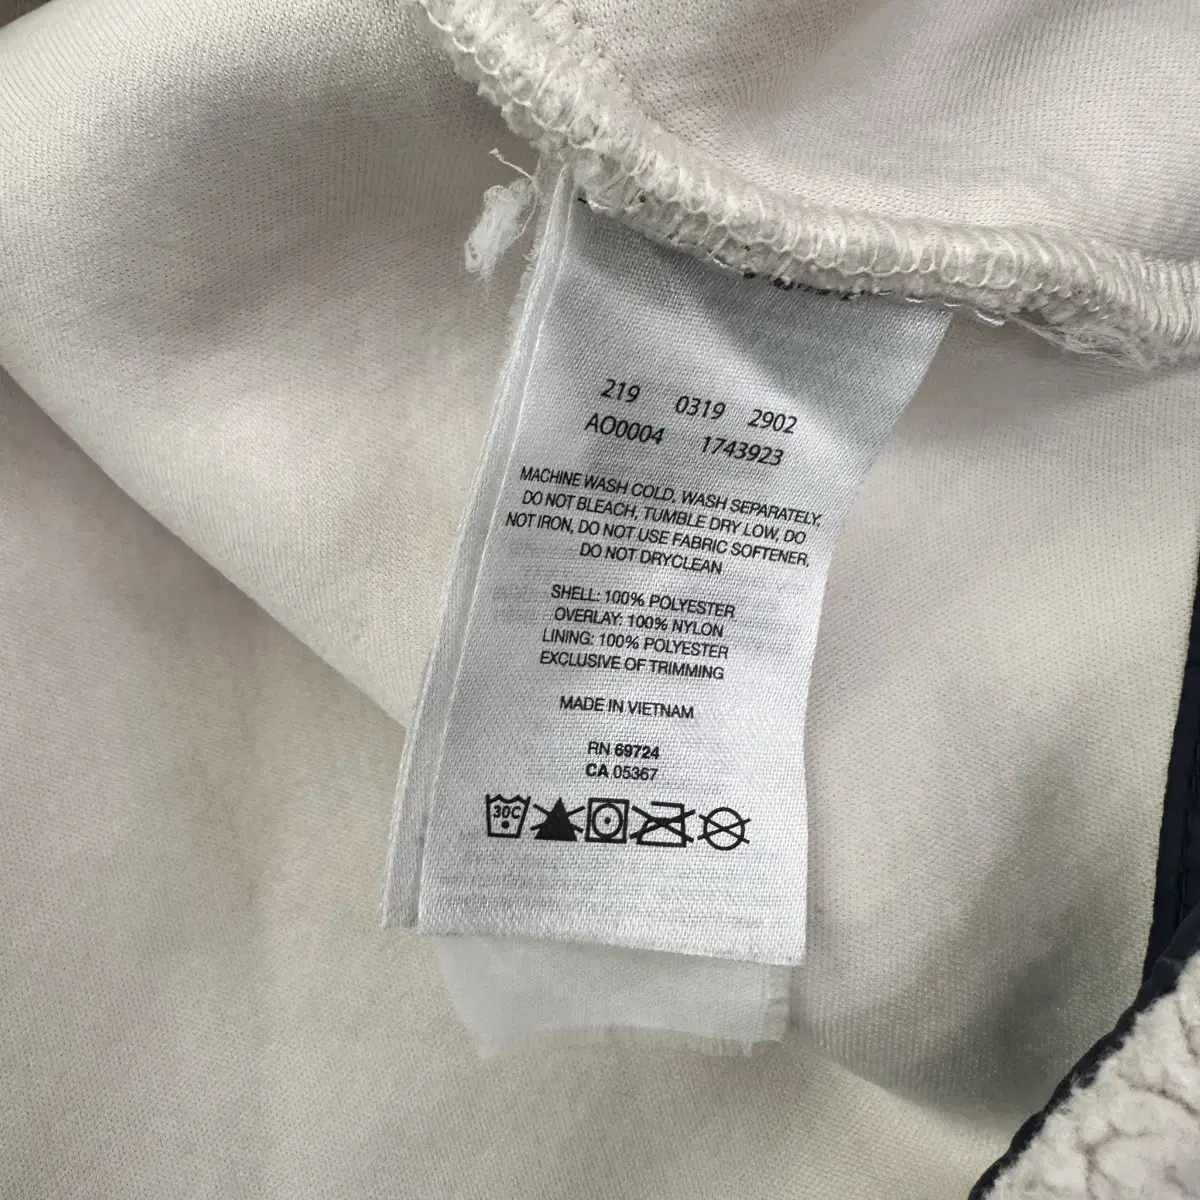 219 0319 2902
AO0004 1743923
MACHINE WASH COLD, WASH SEPARATELY,
DO NOT BLEACH, TUMBLE DRY LOW, DO
NOT IRON, DO NOT USE FABRIC SOFTENER,
DO NOT DRYCLEAN
SHELL: 100% POLYESTER
OVERLAY: 100% NYLON
LINING: 100% POLYESTER
EXCLUSIVE OF TRIMMING
MADE IN VIETNAM
RN 69724
CA 05367
30C